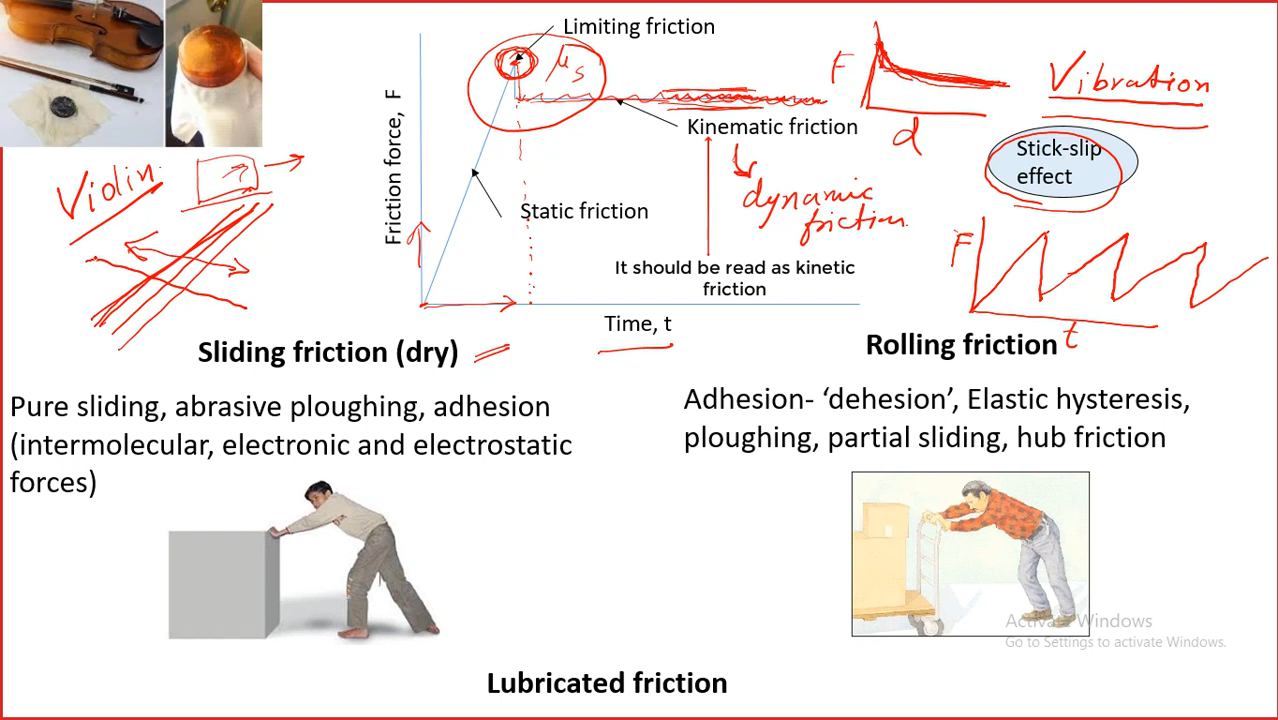 Limiting friction
μs
F
Vibration
Friction force, F
Kinematic friction
d
Stick-slip
effect
Violin
dynamic
friction
Static friction
F
It should be read as kinetic
friction
Time, t
t
Sliding friction (dry)
Rolling friction
Pure sliding, abrasive ploughing, adhesion
(intermolecular, electronic and electrostatic
forces)
Adhesion- ‘dehesion’, Elastic hysteresis,
ploughing, partial sliding, hub friction
Activate Windows
Go to Settings to activate Windows.
Lubricated friction